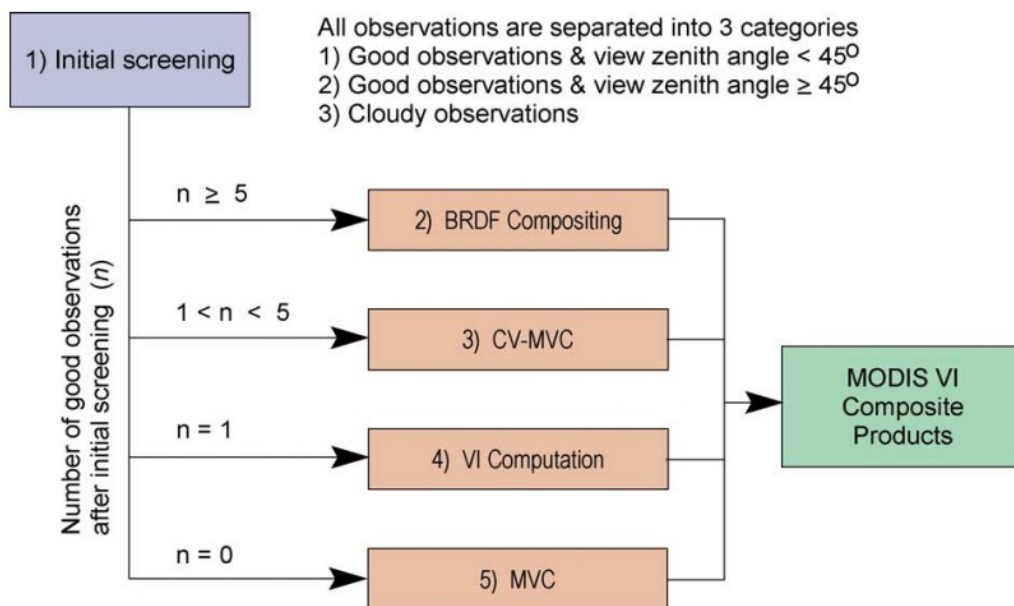 1) Initial screening
All observations are separated into 3 categories
1) Good observations & view zenith angle < 45º
2) Good observations & view zenith angle ≥ 45º
3) Cloudy observations
Number of good observations
after initial screening (n)
n ≥ 5
2) BRDF Compositing
1 < n < 5
3) CV-MVC
n = 1
4) VI Computation
n = 0
5) MVC
MODIS VI
Composite
Products